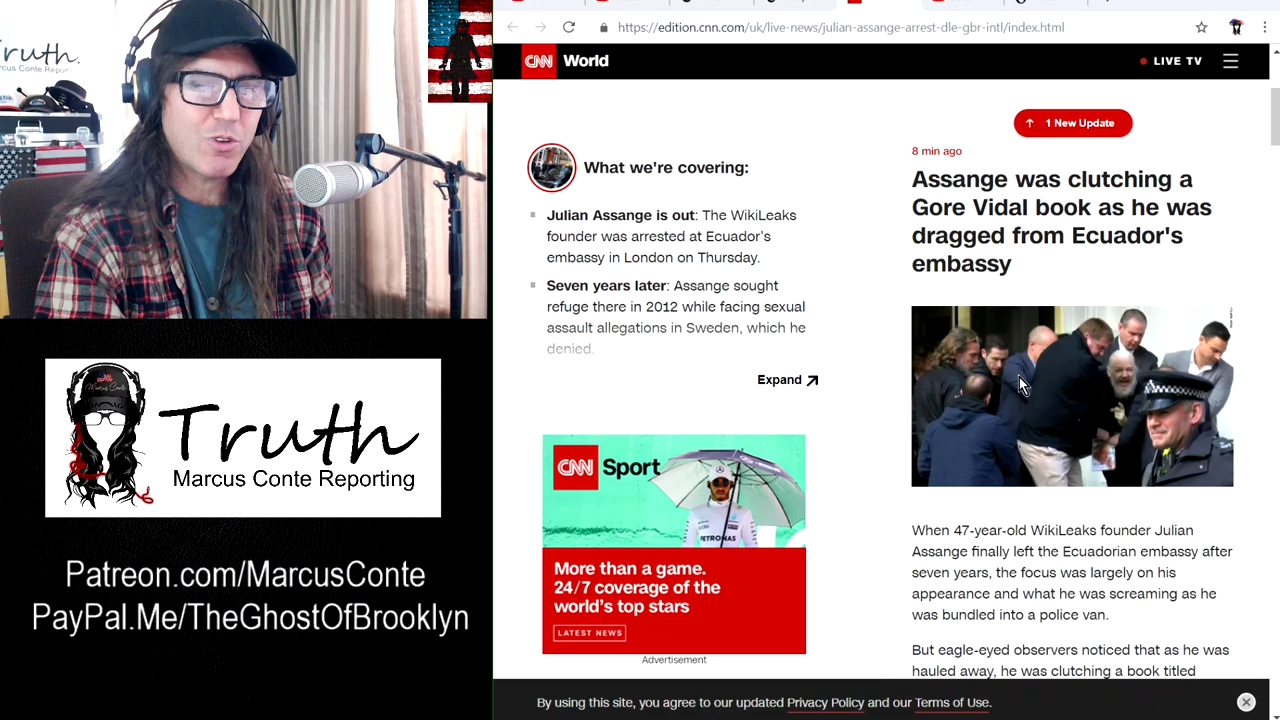 Truth.
Marcus Conte
Truth
Marcus Conte Reporting
Patreon.com/MarcusConte
PayPal.Me/TheGhostOfBrooklyn
https://edition.cnn.com/uk/live-news/julian-assange-arrest-dle-gbr-intl/index.html
CNN World
LIVE TV
What we're covering:
Julian Assange is out: The WikiLeaks
founder was arrested at Ecuador's
embassy in London on Thursday.
Seven years later: Assange sought
refuge there in 2012 while facing sexual
assault allegations in Sweden, which he
denied.
Expand
CNN Sport
PETRONAS
More than a game.
24/7 coverage of the
world's top stars
LATEST NEWS
Advertisement
1 New Update
8 min ago
Assange was clutching a
Gore Vidal book as he was
dragged from Ecuador's
embassy
When 47-year-old WikiLeaks founder Julian
Assange finally left the Ecuadorian embassy after
seven years, the focus was largely on his
appearance and what he was screaming as he
was bundled into a police van.
But eagle-eyed observers noticed that as he was
hauled away, he was clutching a book titled
By using this site, you agree to our updated Privacy Policy and our Terms of Use.